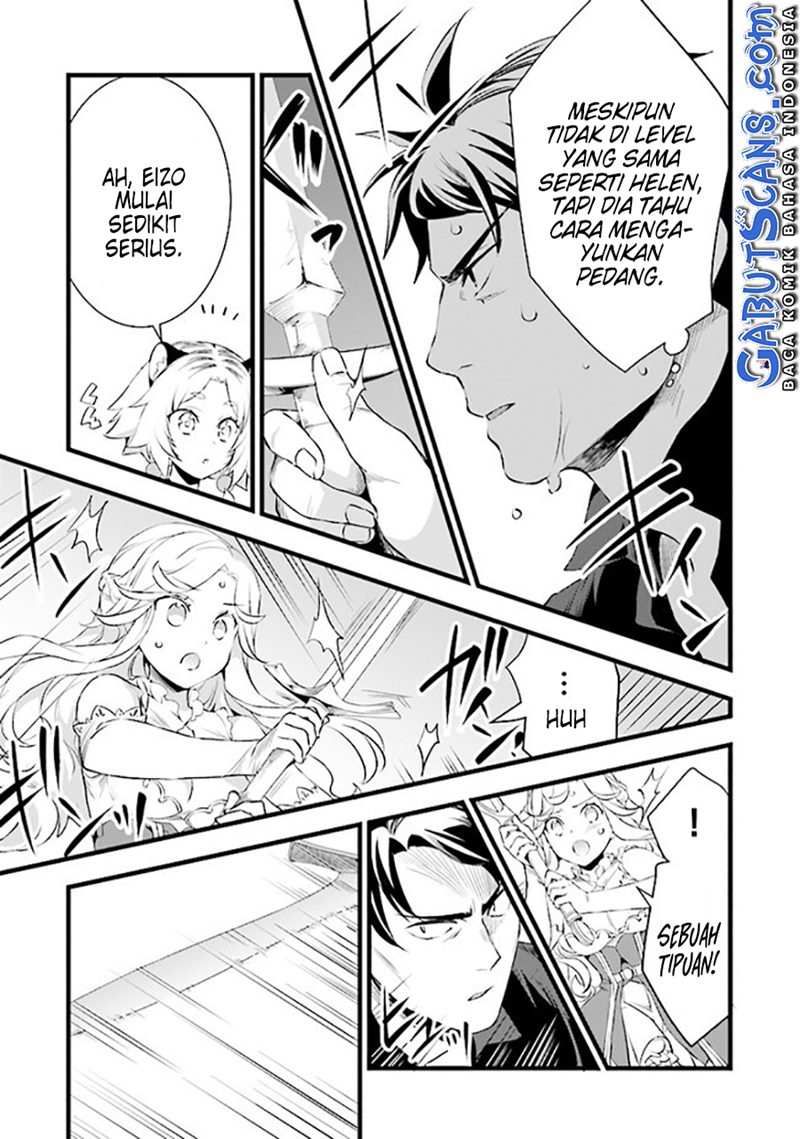 MESKIPUN
TIDAK DI LEVEL
YANG SAMA
SEPERTI HELEN,
TAPI DIA TAHU
CARA MENGA-
YUNKAN
PEDANG.
AH, EIZO
MULAI
SEDIKIT
SERIUS.
...
HUH
!
SEBUAH
TIPUAN!
GABUTSCANS.COM
BACA KOMIK BAHASA INDONESIA